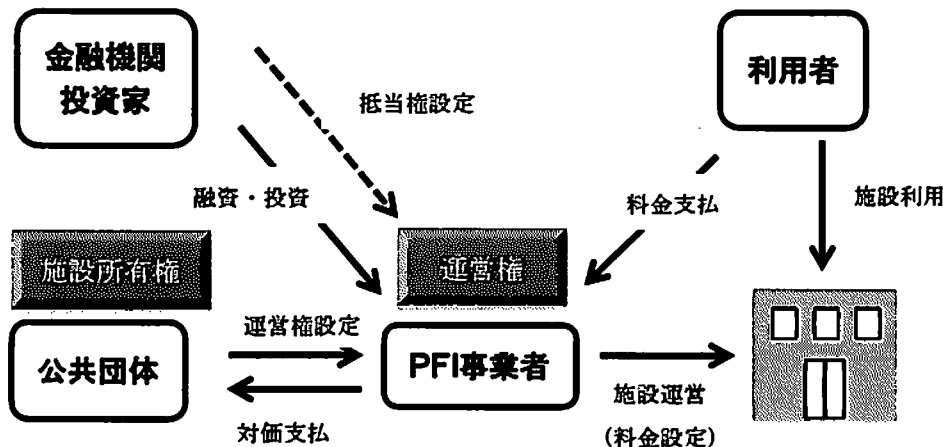 金融機関
投資家
利用者
抵当権設定
融資・投資
料金支払
施設利用
施設所有権
運営権
公共団体
運営権設定
対価支払
PFI事業者
施設運営
(料金設定)